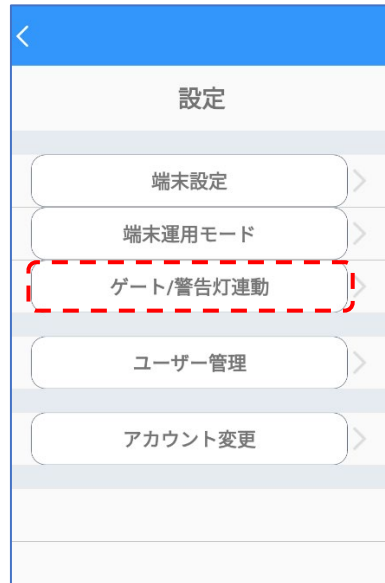 設定
端末設定
端末運用モード
ゲート/警告灯連動
ユーザー管理
アカウント変更